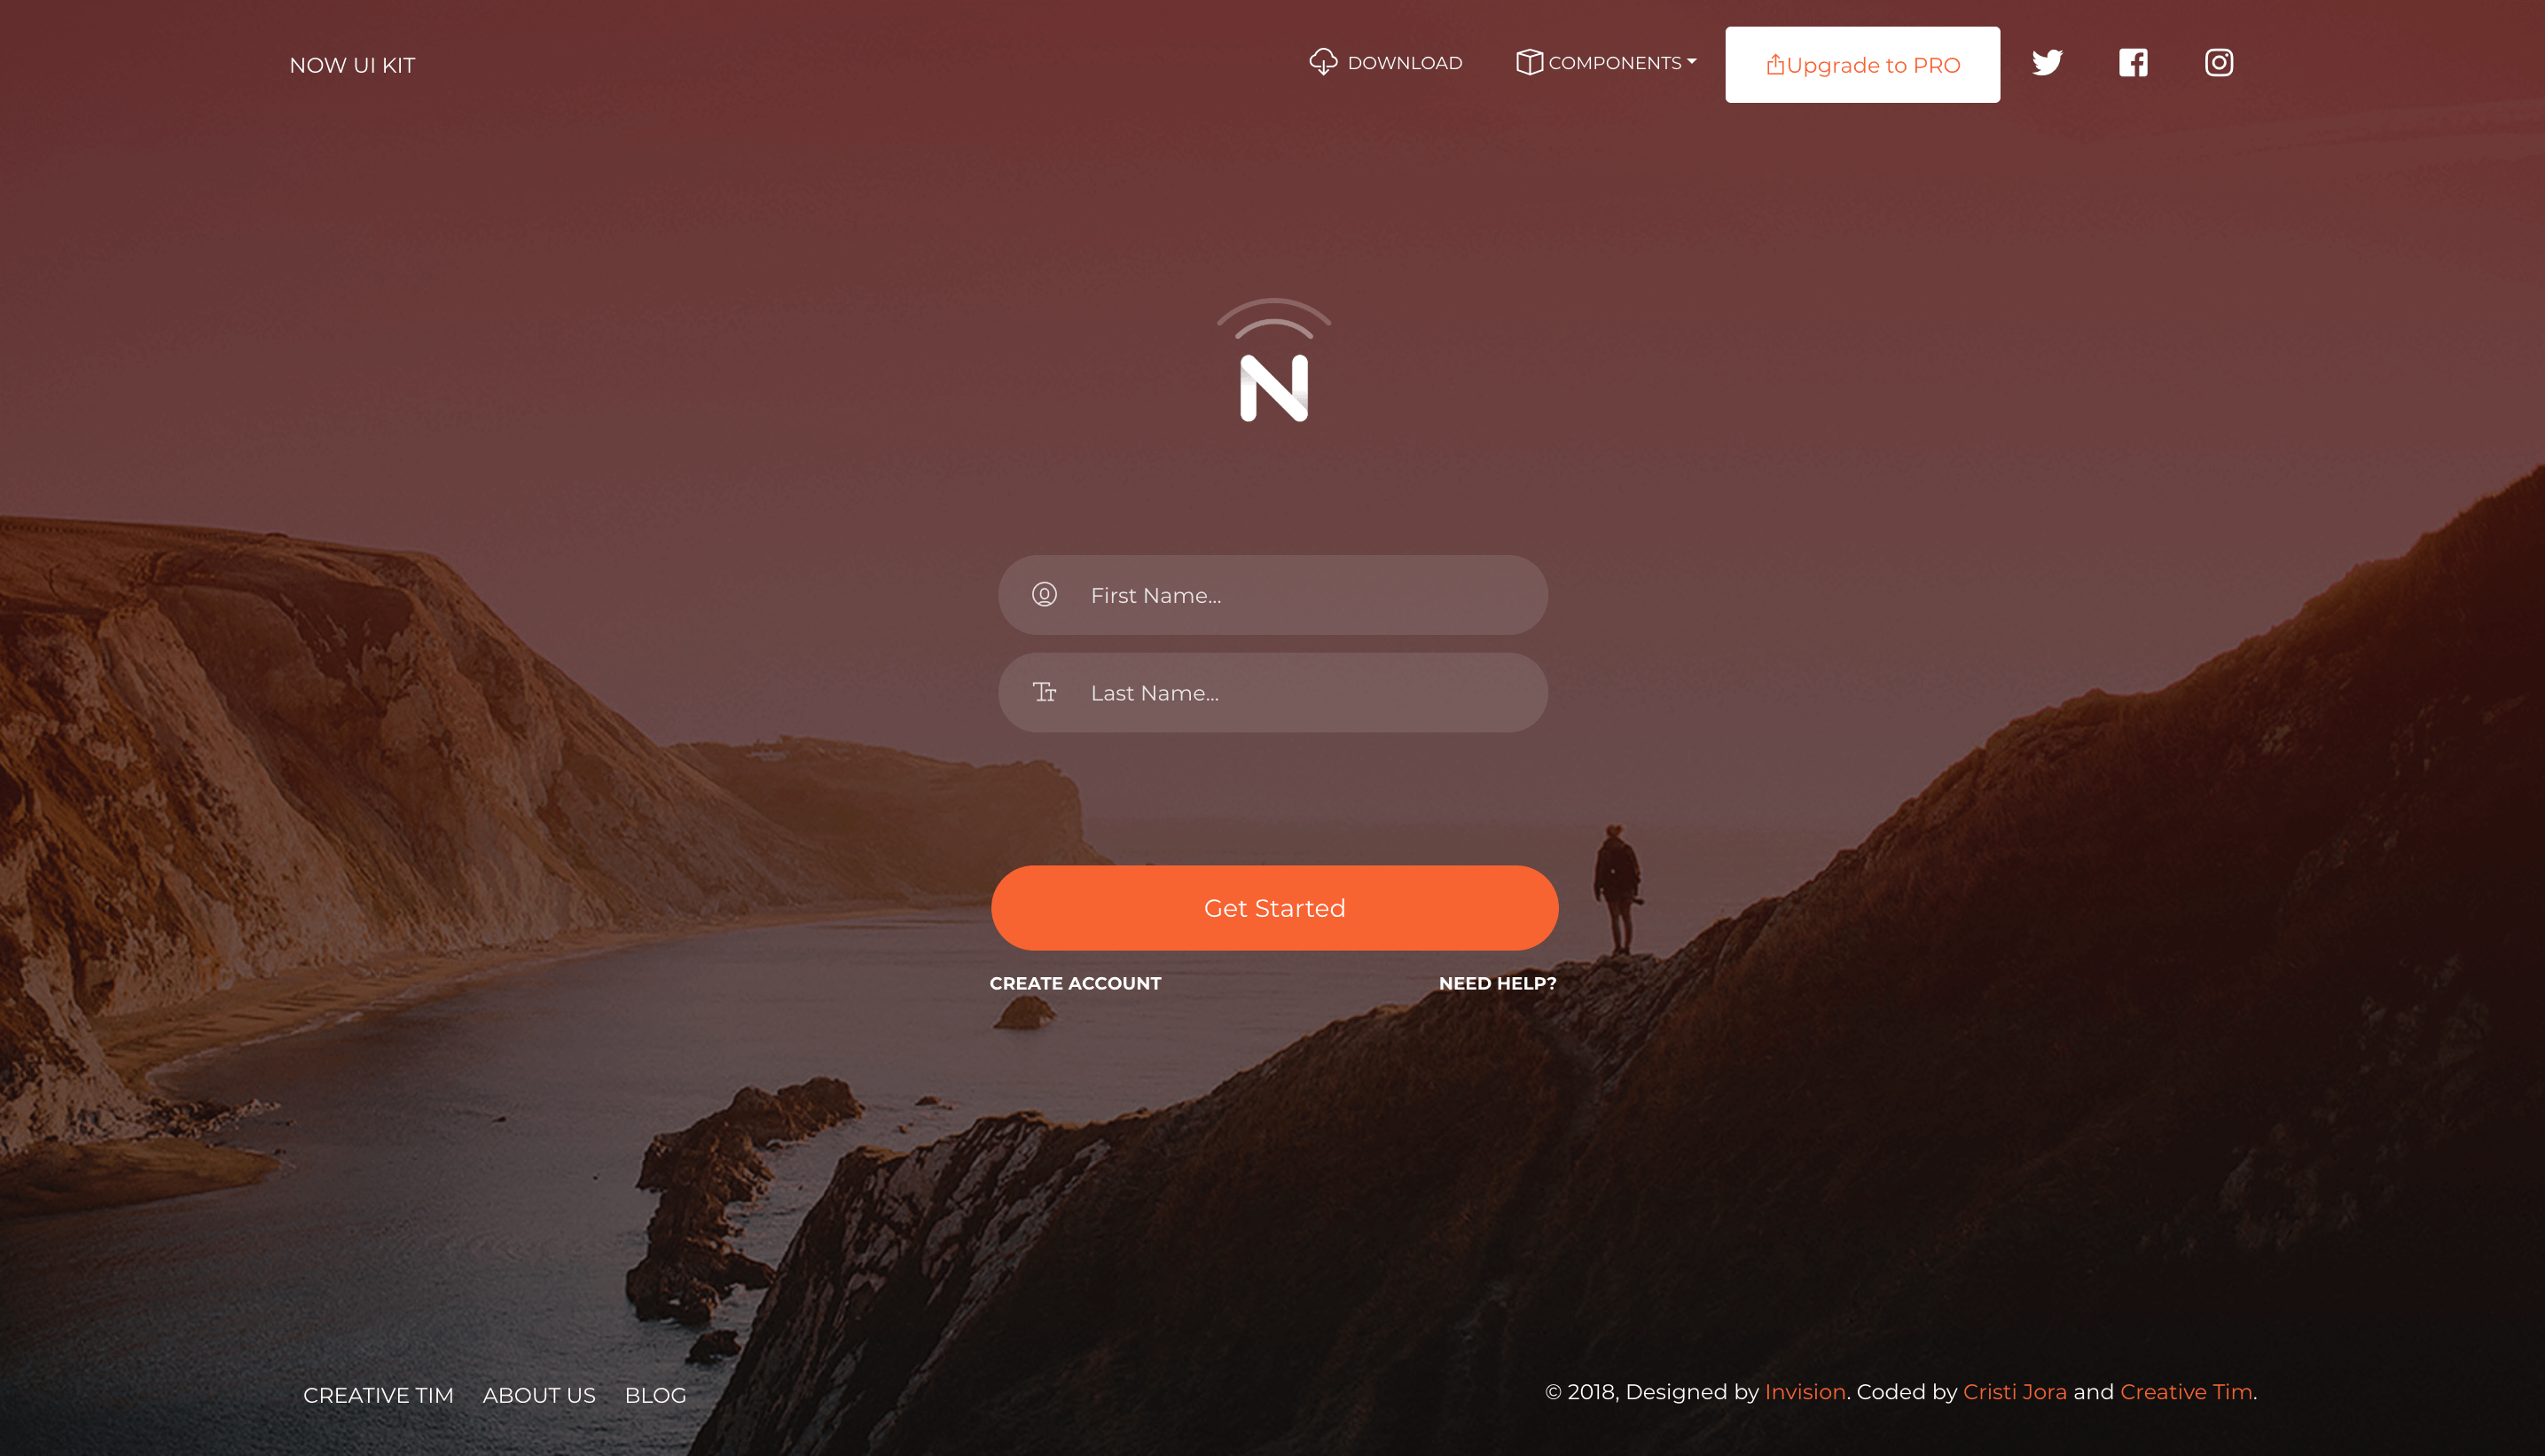 NOW UI KIT
DOWNLOAD
COMPONENTS
Upgrade to PRO
N
First Name...
Last Name...
Get Started
CREATE ACCOUNT
NEED HELP?
CREATIVE TIM
ABOUT US
BLOG
© 2018, Designed by Invision. Coded by Cristi Jora and Creative Tim.